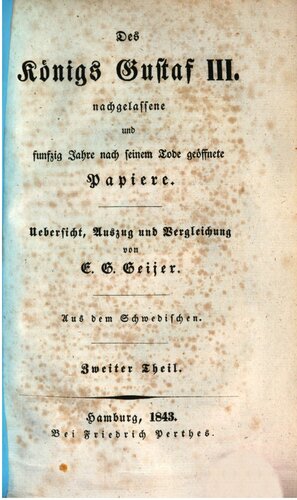 Des
Königs Gustaf III.
nachgelassene
und
funfzig Jahre nach seinem Tode geöffnete
Papiere.
Uebersicht, Auszug und Vergleichung
von
E. G. Geijer.
Aus dem Schwedischen.
Zweiter Theil.
Hamburg, 1843.
Bei Friedrich Perthes.